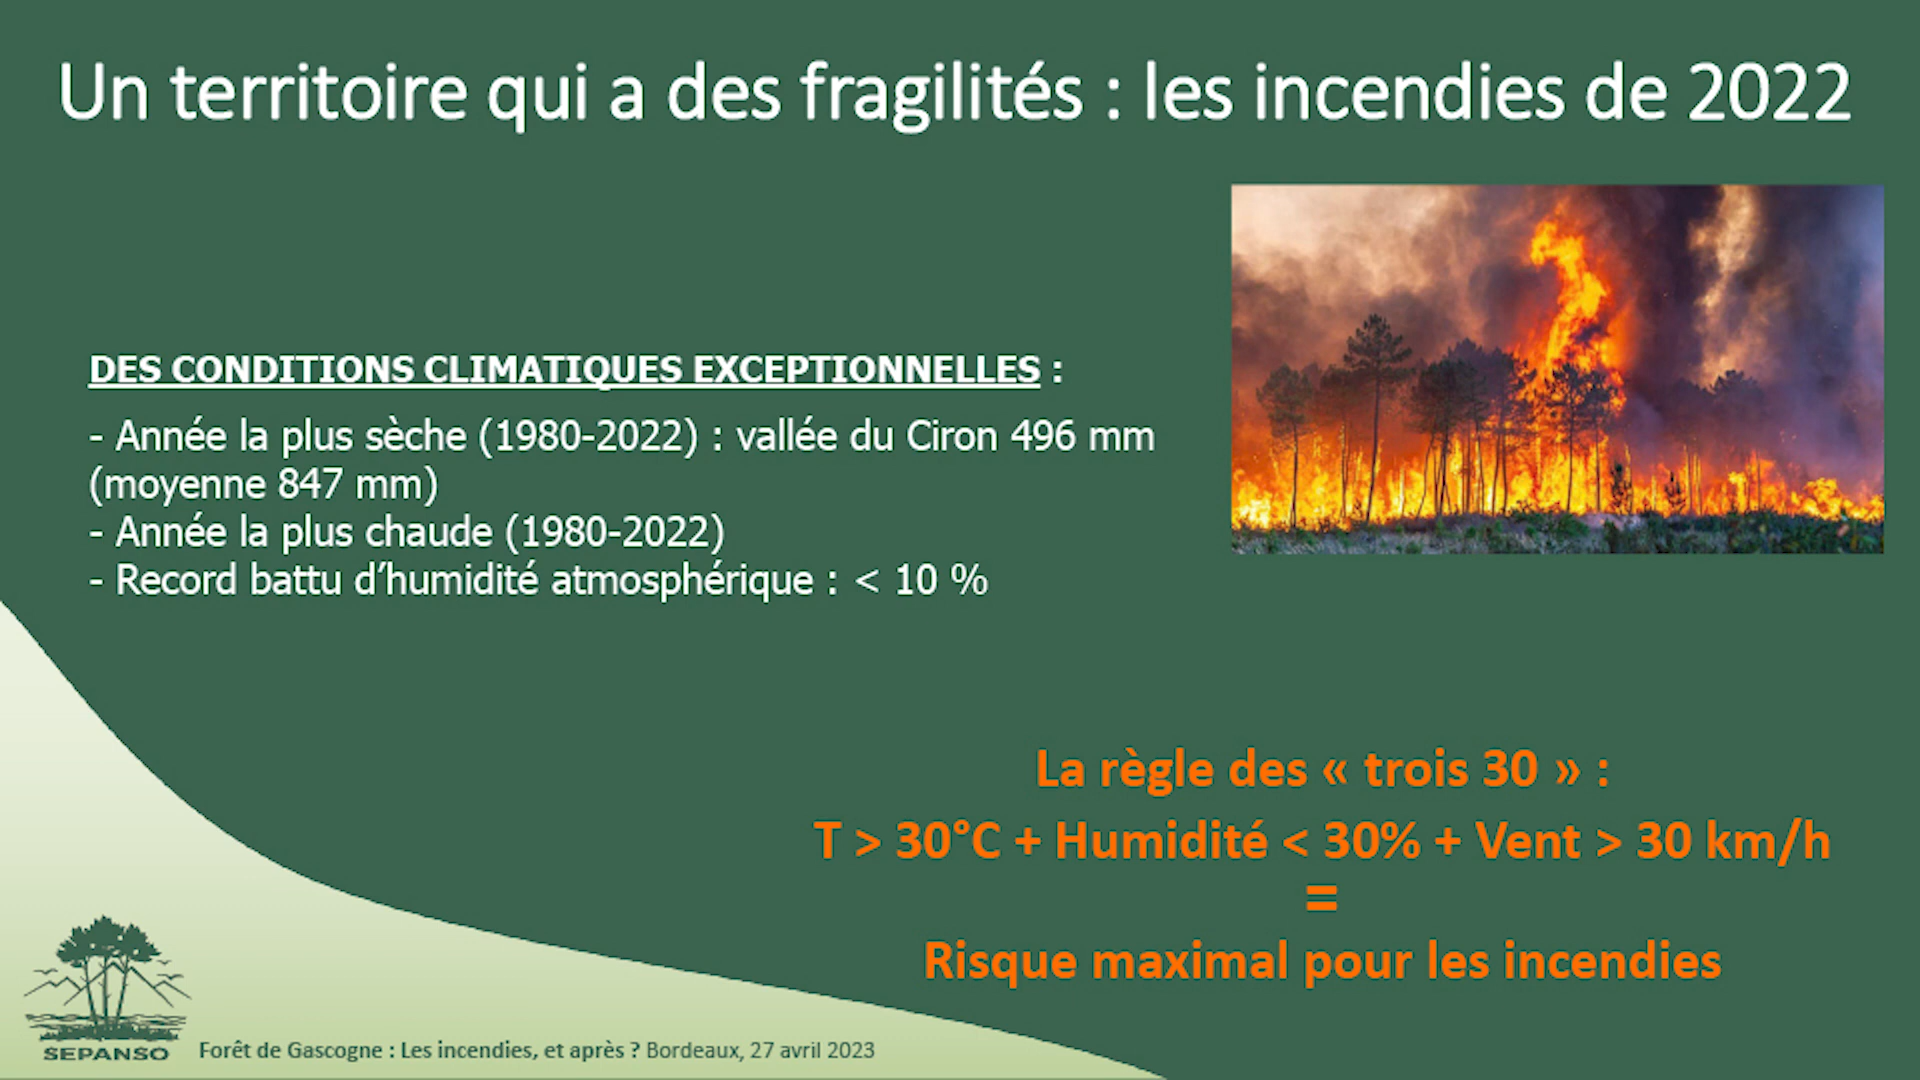 Un territoire qui a des fragilités : les incendies de 2022
DES CONDITIONS CLIMATIQUES EXCEPTIONNELLES :
- Année la plus sèche (1980-2022) : vallée du Ciron 496 mm
(moyenne 847 mm)
- Année la plus chaude (1980-2022)
- Record battu d’humidité atmosphérique : < 10 %
La règle des « trois 30 » :
T > 30°C + Humidité < 30% + Vent > 30 km/h
=
Risque maximal pour les incendies
SEPANSO
Forêt de Gascogne : Les incendies, et après ? Bordeaux, 27 avril 2023